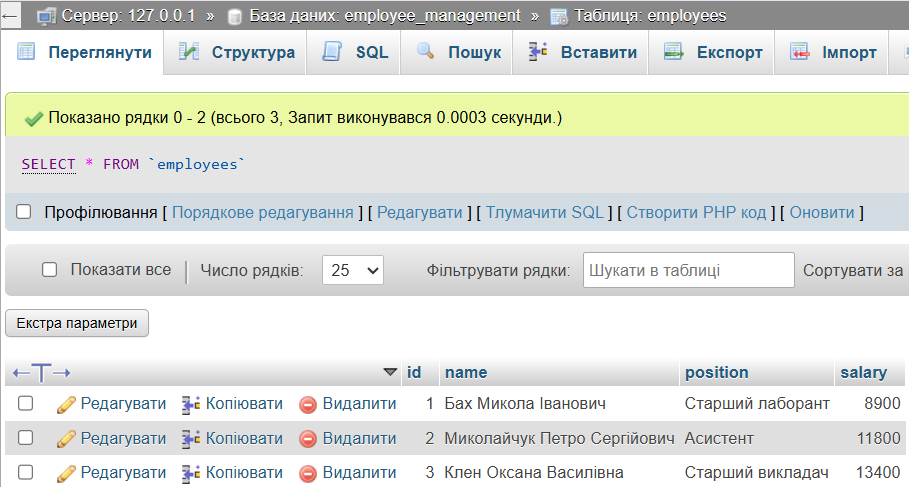 ← Сервер: 127.0.0.1 » База даних: employee_management » Таблиця: employees
Переглянути Структура SQL Пошук Вставити Експорт Імпорт
Показано рядки 0 - 2 (всього 3, Запит виконувався 0.0003 секунди.)
SELECT * FROM `employees`
Профілювання [ Порядкове редагування ] [ Редагувати ] [ Тлумачити SQL ] [ Створити PHP код ] [ Оновити ]
Показати все Число рядків: 25 Фільтрувати рядки: Шукати в таблиці Сортувати за
Екстра параметри
←T→ id name position salary
Редагувати Копіювати Видалити 1 Бах Микола Іванович Старший лаборант 8900
Редагувати Копіювати Видалити 2 Миколайчук Петро Сергійович Асистент 11800
Редагувати Копіювати Видалити 3 Клен Оксана Василівна Старший викладач 13400